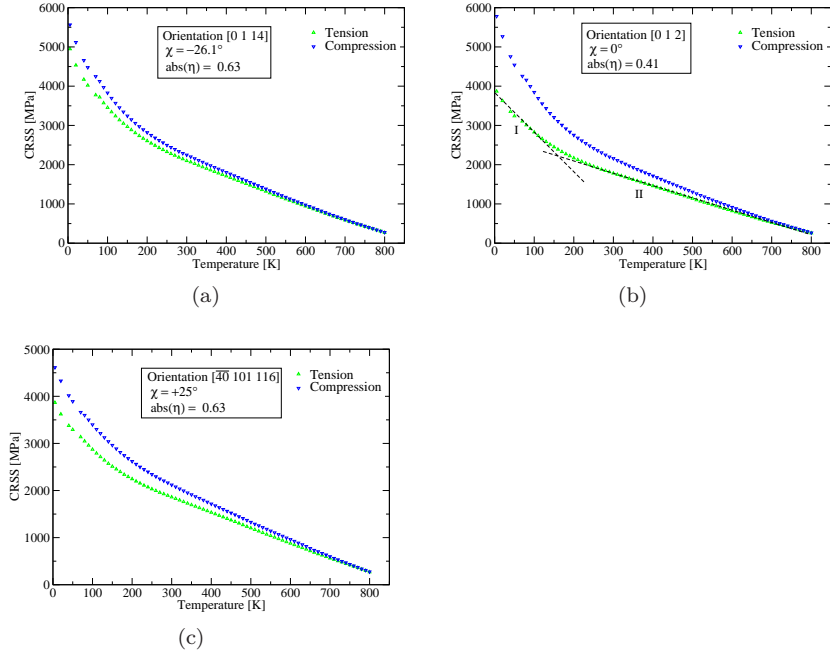 6000
5000
4000
3000
2000
1000
0
CRSS [MPa]
Orientation [0 1 14]
χ = −26.1°
abs(η) = 0.63
Tension
Compression
0 100 200 300 400 500 600 700 800
Temperature [K]
(a)
6000
5000
4000
3000
2000
1000
0
CRSS [MPa]
Orientation [0 1 2]
χ = 0°
abs(η) = 0.41
Tension
Compression
I
II
0 100 200 300 400 500 600 700 800
Temperature [K]
(b)
5000
4000
3000
2000
1000
0
CRSS [MPa]
Orientation [4̅0̅ 101 116]
χ = +25°
abs(η) = 0.63
Tension
Compression
0 100 200 300 400 500 600 700 800
Temperature [K]
(c)